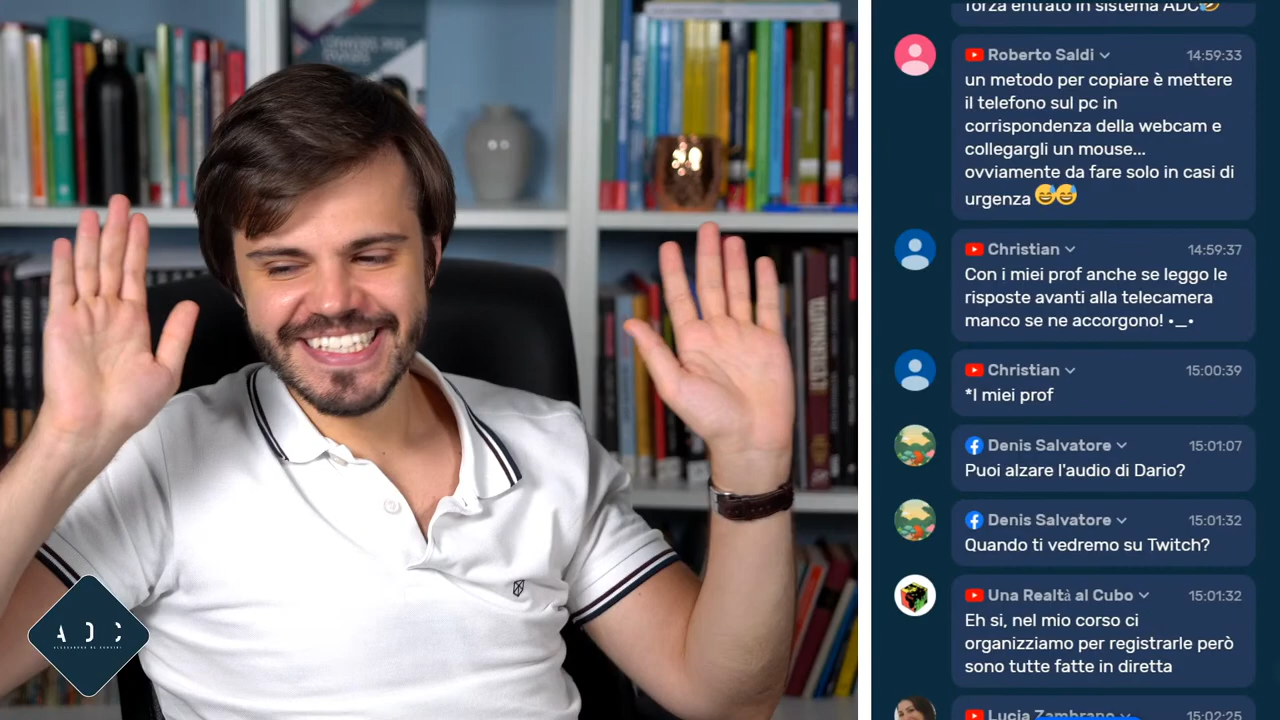 forza entrato in sistema ADC🤣
Roberto Saldi
14:59:33
un metodo per copiare è mettere
il telefono sul pc in
corrispondenza della webcam e
collegargli un mouse...
ovviamente da fare solo in casi di
urgenza 😅😅
Christian
14:59:37
Con i miei prof anche se leggo le
risposte avanti alla telecamera
manco se ne accorgono! •_•
Christian
15:00:39
*I miei prof
Denis Salvatore
15:01:07
Puoi alzare l'audio di Dario?
Denis Salvatore
15:01:32
Quando ti vedremo su Twitch?
Una Realtà al Cubo
15:01:32
Eh si, nel mio corso ci
organizziamo per registrarle però
sono tutte fatte in diretta
Lucia Zambrano
15:02:25
ADC